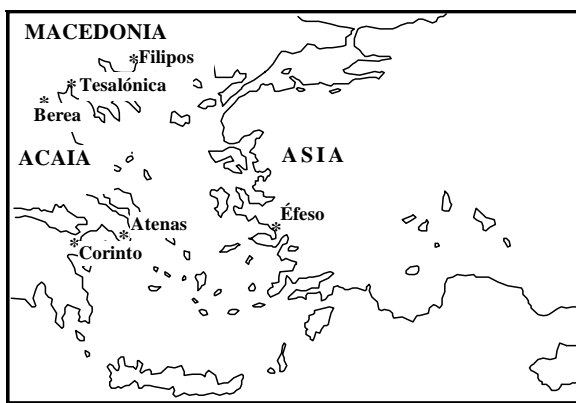 MACEDONIA
*Filipos
*Tesalónica
*
Berea
ACAIA
ASIA
*Éfeso
*Atenas
*Corinto